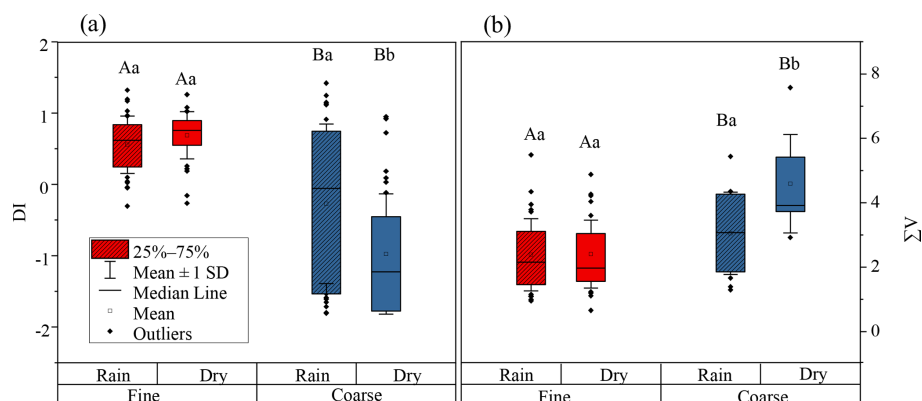 (a)
(b)
2
1
0
-1
-2
DI
Aa
Aa
Ba
Bb
25%–75%
Mean ± 1 SD
Median Line
Mean
Outliers
Rain Dry Rain Dry
Fine Coarse
Aa
Aa
Ba
Bb
8
6
4
2
0
ΣV
Rain Dry Rain Dry
Fine Coarse